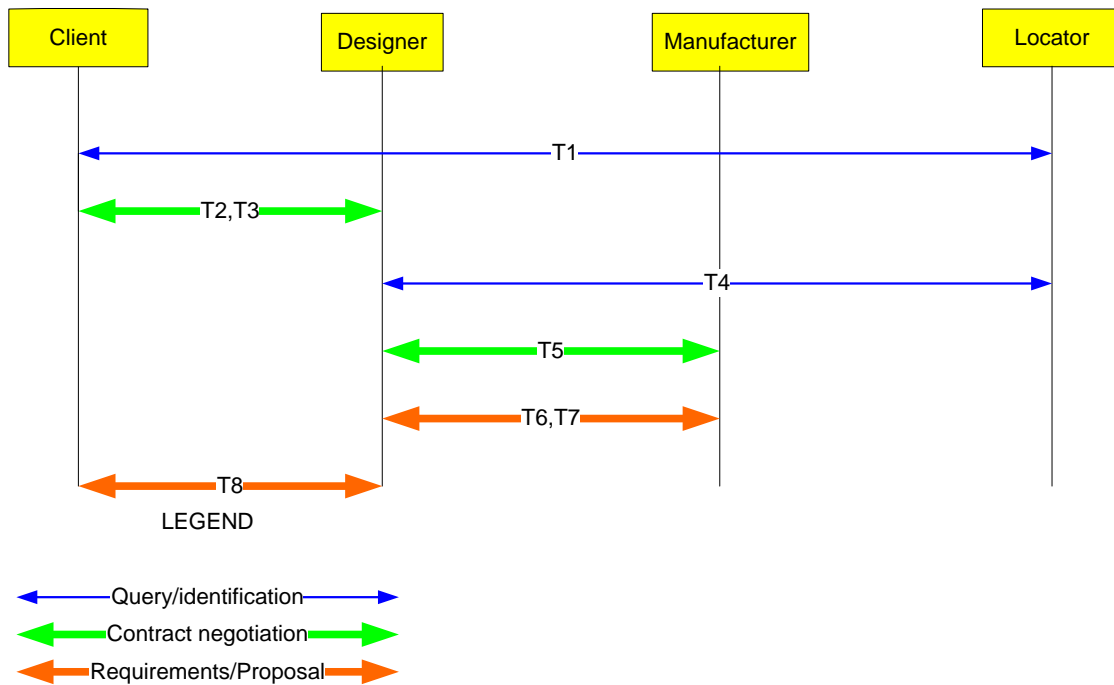 Client
Designer
Manufacturer
Locator
T1
T2,T3
T4
T5
T6,T7
T8
LEGEND
Query/identification
Contract negotiation
Requirements/Proposal